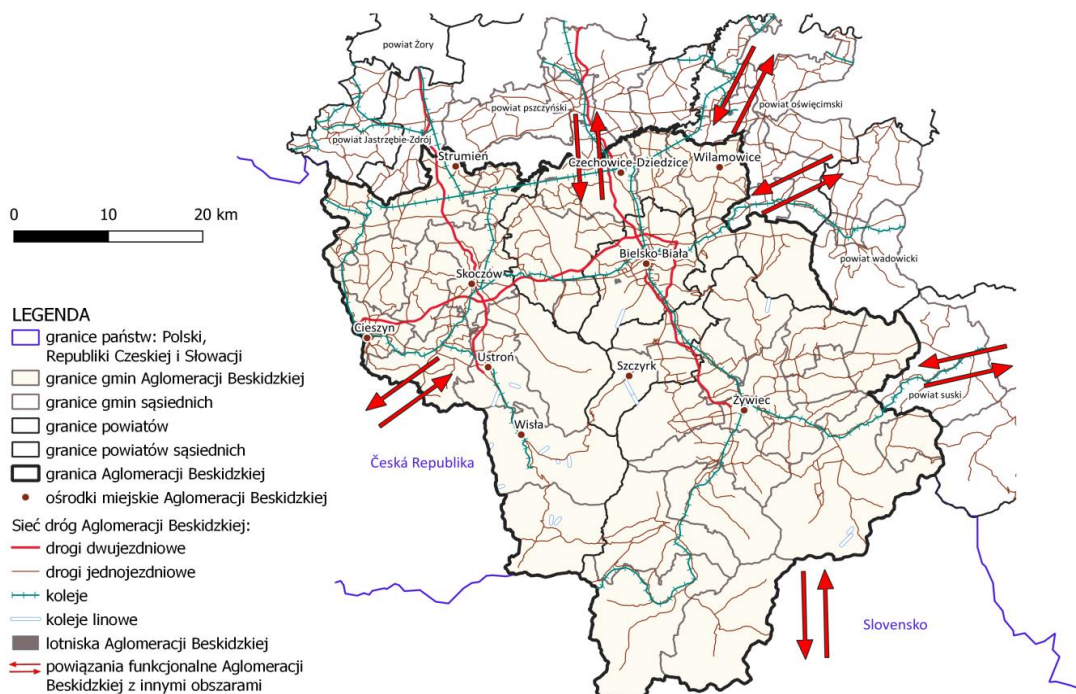 powiat Żory
powiat pszczyński
powiat oświęcimski
powiat Jastrzębie-Zdrój
Strumień
Czechowice-Dziedzice
Wilamowice
0 10 20 km
powiat wadowicki
Bielsko-Biała
Skoczów
LEGENDA
granice państw: Polski,
Republiki Czeskiej i Słowacji
granice gmin Aglomeracji Beskidzkiej
granice gmin sąsiednich
granice powiatów
granice powiatów sąsiednich
granica Aglomeracji Beskidzkiej
ośrodki miejskie Aglomeracji Beskidzkiej
Sieć dróg Aglomeracji Beskidzkiej:
drogi dwujezdniowe
drogi jednojezdniowe
koleje
koleje linowe
lotniska Aglomeracji Beskidzkiej
powiązania funkcjonalne Aglomeracji
Beskidzkiej z innymi obszarami
Cieszyn
Ustroń
Szczyrk
powiat suski
Żywiec
Wisła
Česká Republika
Slovensko